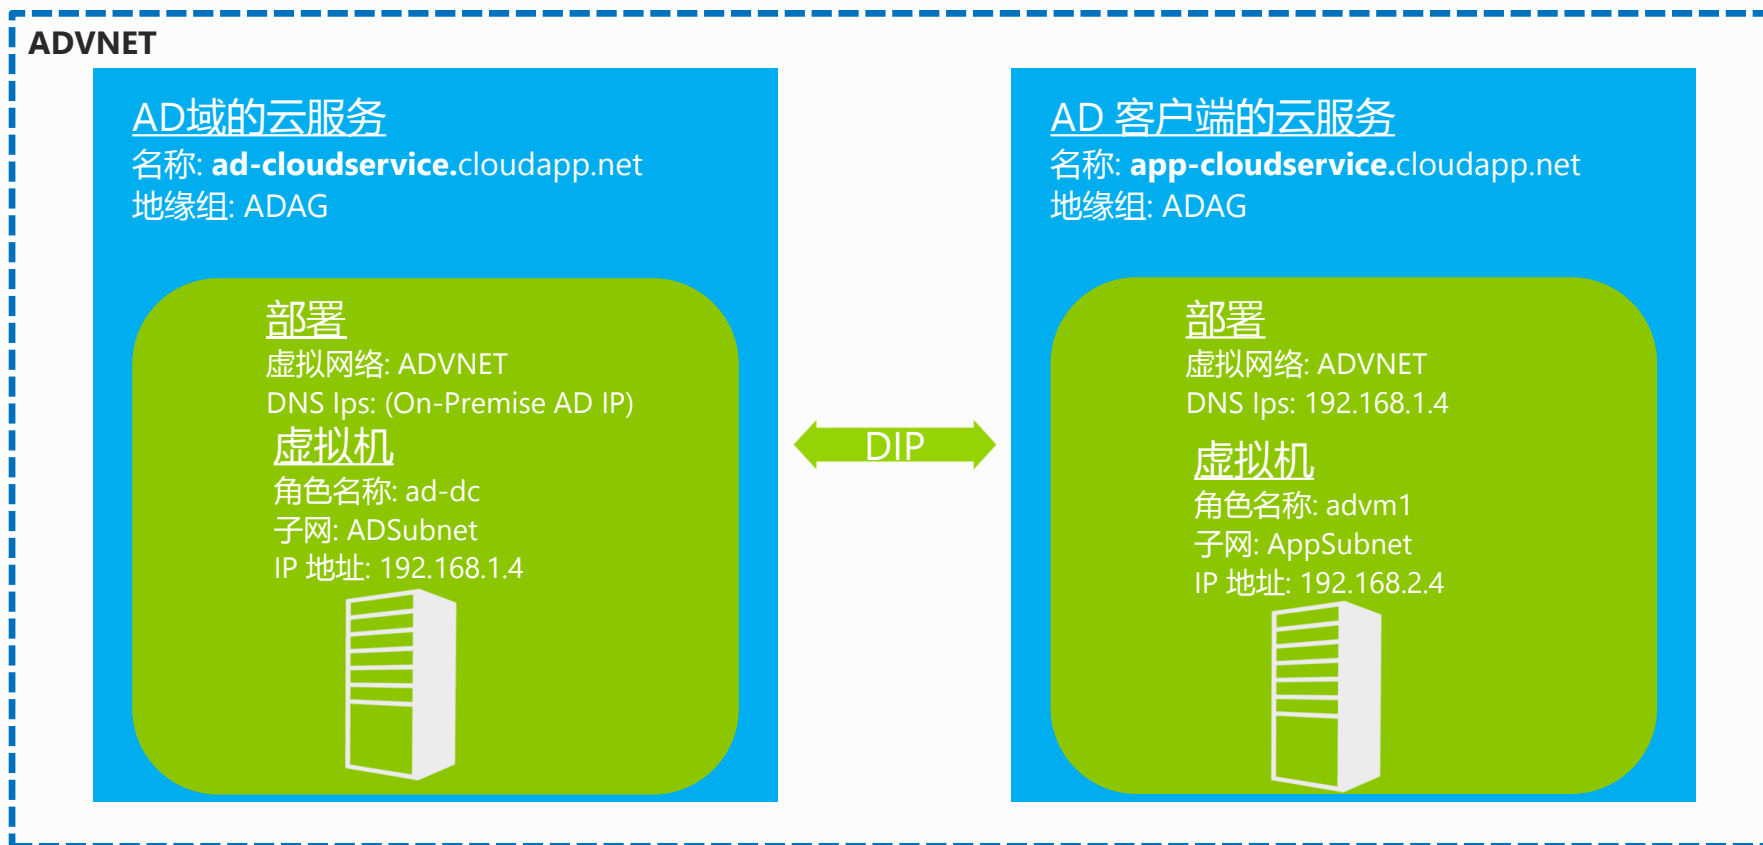 ADVNET
AD域的云服务
名称: ad-cloudservice.cloudapp.net
地缘组: ADAG
部署
虚拟网络: ADVNET
DNS Ips: (On-Premise AD IP)
虚拟机
角色名称: ad-dc
子网: ADSubnet
IP 地址: 192.168.1.4
DIP
AD 客户端的云服务
名称: app-cloudservice.cloudapp.net
地缘组: ADAG
部署
虚拟网络: ADVNET
DNS Ips: 192.168.1.4
虚拟机
角色名称: advm1
子网: AppSubnet
IP 地址: 192.168.2.4